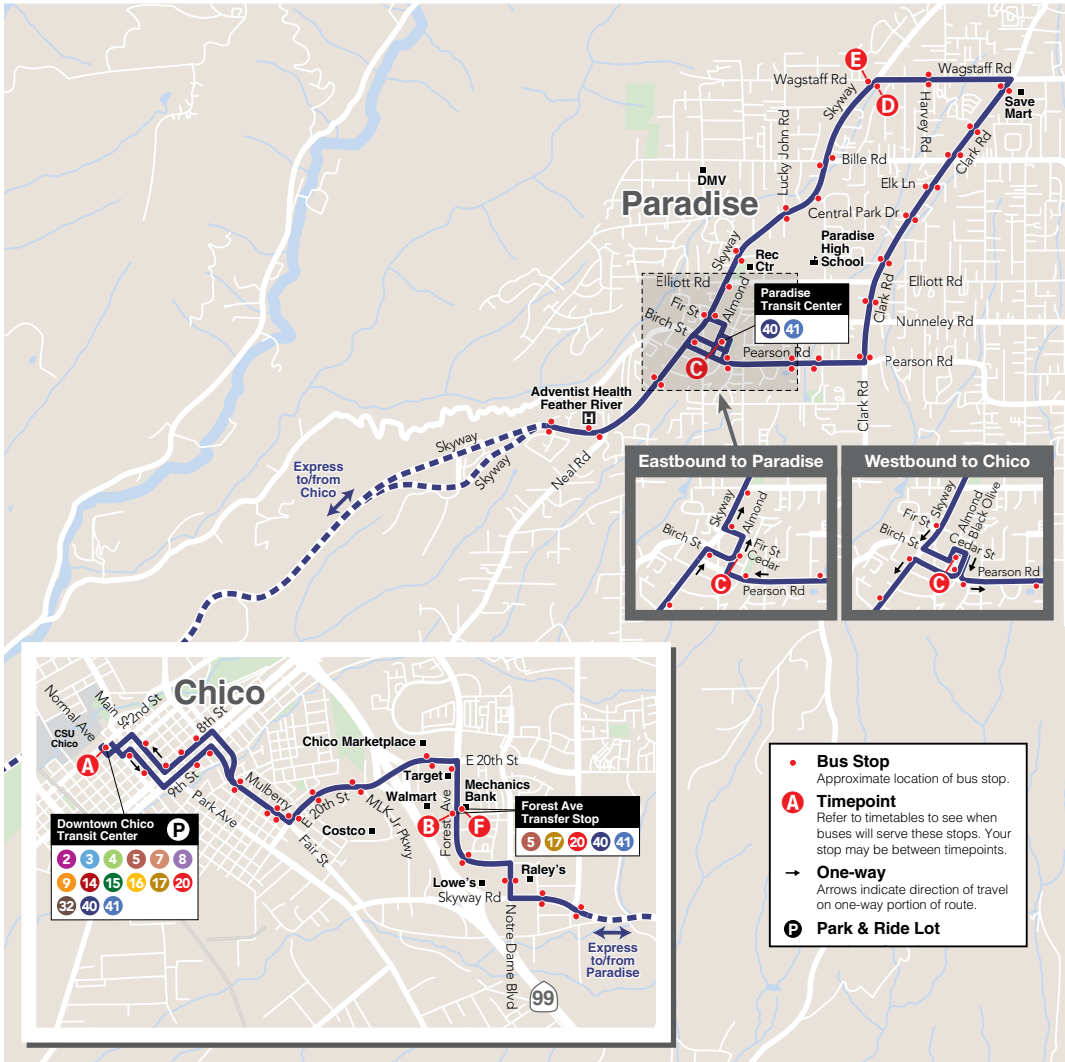 E
Wagstaff Rd
Wagstaff Rd
D
Skyway
Harvey Rd
Save
Mart
Clark Rd
Lucky John Rd
Bille Rd
DMV
Elk Ln
Paradise
Central Park Dr
Paradise
High
School
Skyway
Rec
Ctr
Elliott Rd
Almond
Elliott Rd
Clark Rd
Paradise
Transit Center
40 41
Fir St
Birch St
Nunneley Rd
C
Pearson Rd
Pearson Rd
Clark Rd
Adventist Health
Feather River
H
Skyway
Skyway
Neal Rd
Express
to/from
Chico
Eastbound to Paradise
Skyway
Almond
Birch St
Fir St
Cedar
C
Pearson Rd
Westbound to Chico
Skyway
Fir St
Almond
Black Olive
Birch St
C
Cedar St
C
Pearson Rd
Chico
Normal Ave
Main St
2nd St
8th St
CSU
Chico
A
9th St
Park Ave
Mulberry
E 20th St
Fair St
MLK Jr Pkwy
Chico Marketplace
E 20th St
Target
Mechanics
Bank
Walmart
Forest Ave
B
F
Costco
Forest Ave
Transfer Stop
5 17 20 40 41
Lowe's
Raley's
Skyway Rd
Notre Dame Blvd
99
Express
to/from
Paradise
Downtown Chico
Transit Center
P
2 3 4 5 7 8
9 14 15 16 17 20
32 40 41
Bus Stop
Approximate location of bus stop.
A
Timepoint
Refer to timetables to see when
buses will serve these stops. Your
stop may be between timepoints.
One-way
Arrows indicate direction of travel
on one-way portion of route.
P
Park & Ride Lot